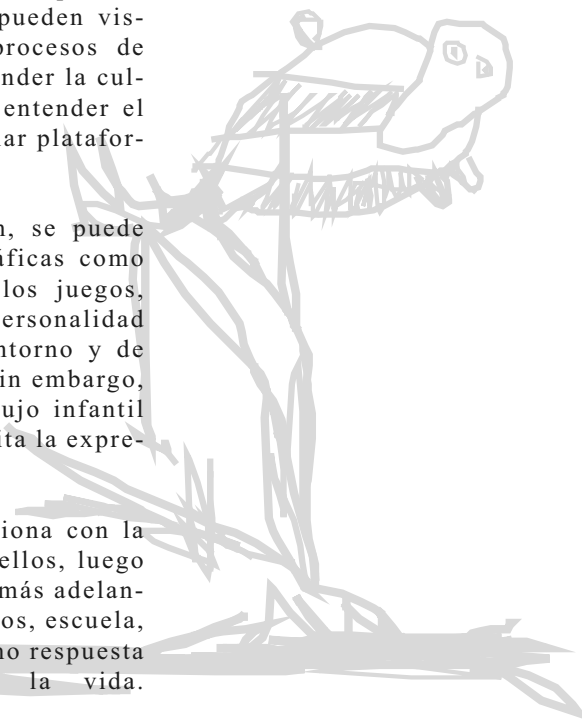 pueden vis-
procesos de
nder la cul-
entender el
ar platafor-
n, se puede
áficas como
los juegos,
ersonalidad
ntorno y de
in embargo,
ujo infantil
ita la expre-
iona con la
ellos, luego
más adelan-
os, escuela,
no respuesta
la vida.